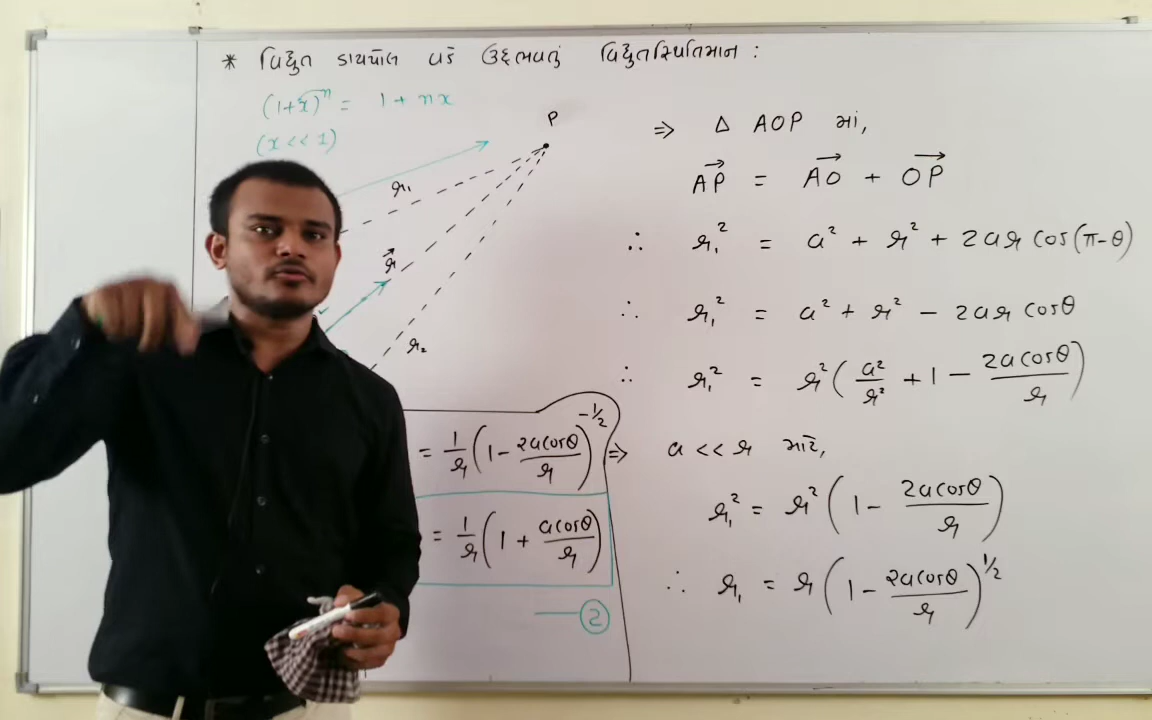 * વિદ્યુત ડાયપોલ વડે ઉદ્દભવતું વિદ્યુતસ્થિતિમાન :
(1+x)ⁿ = 1 + nx
(x << 1)
P
r₁
r⃗
r₂
= 1/r (1 - 2acosθ/r)^(-1/2)
= 1/r (1 + acosθ/r)
— ②
⇒ Δ AOP માં,
AP⃗ = AO⃗ + OP⃗
∴ r₁² = a² + r² + 2ar cos(π-θ)
∴ r₁² = a² + r² - 2ar cosθ
∴ r₁² = r² (a²/r² + 1 - 2acosθ/r)
⇒ a << r માટે,
r₁² = r² (1 - 2acosθ/r)
∴ r₁ = r (1 - 2acosθ/r)^(1/2)